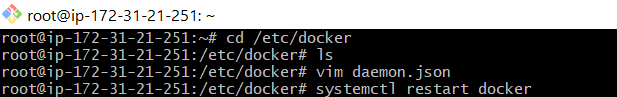 root@ip-172-31-21-251: ~
root@ip-172-31-21-251:~# cd /etc/docker
root@ip-172-31-21-251:/etc/docker# ls
root@ip-172-31-21-251:/etc/docker# vim daemon.json
root@ip-172-31-21-251:/etc/docker# systemctl restart docker